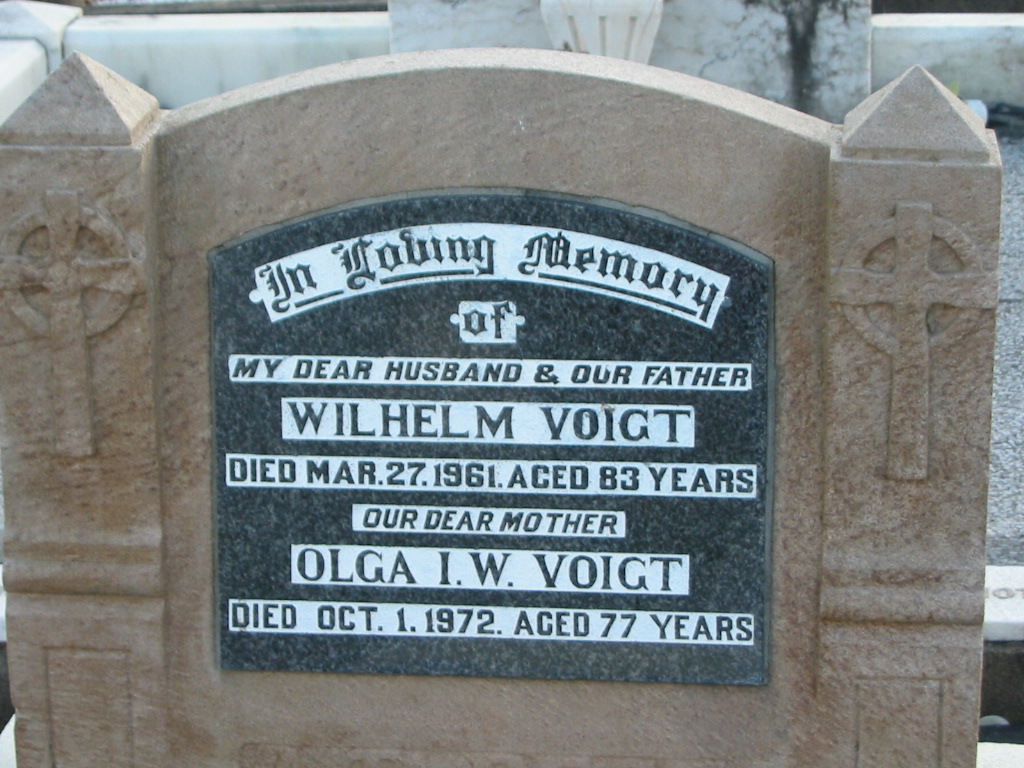 In Loving Memory
of
MY DEAR HUSBAND & OUR FATHER
WILHELM VOIGT
DIED MAR. 27. 1961. AGED 83 YEARS
OUR DEAR MOTHER
OLGA I. W. VOIGT
DIED OCT. 1. 1972. AGED 77 YEARS